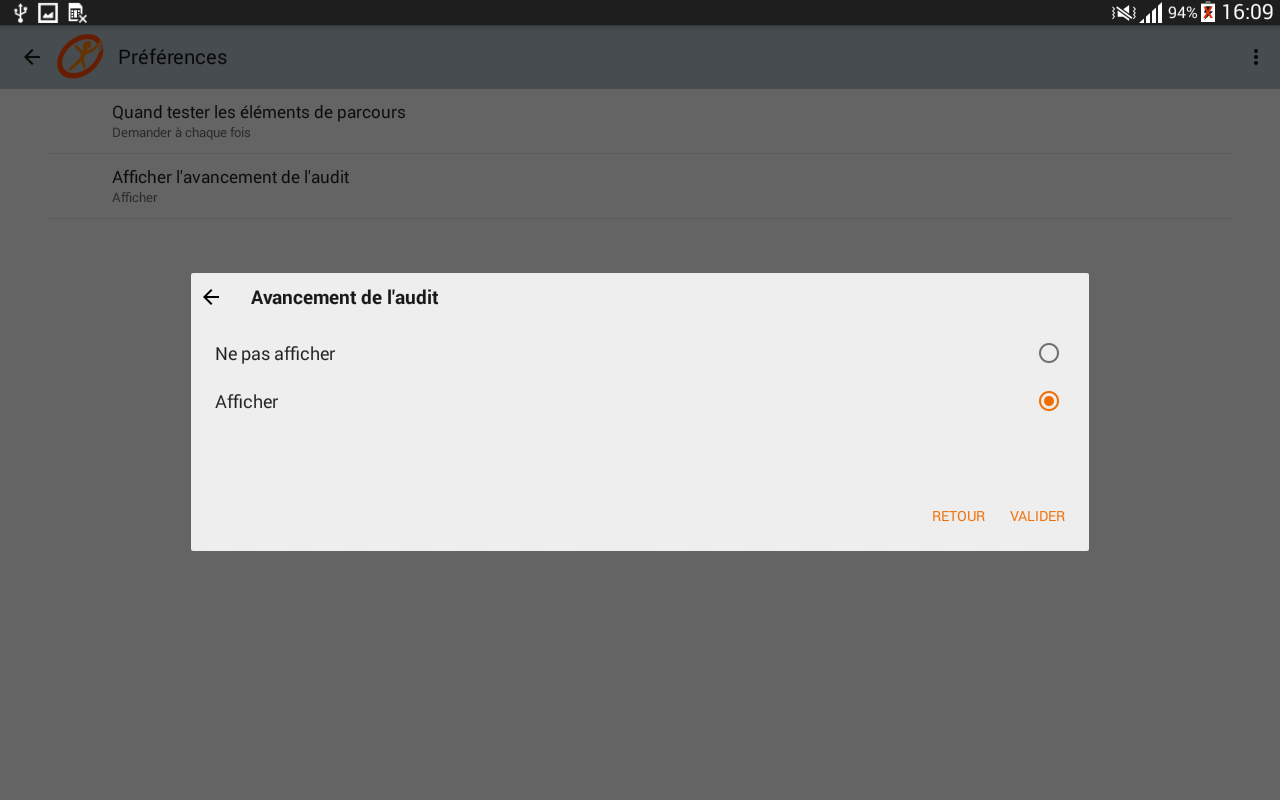 94% 16:09
Préférences
Quand tester les éléments de parcours
Demander à chaque fois
Afficher l'avancement de l'audit
Afficher
Avancement de l'audit
Ne pas afficher
Afficher
RETOUR VALIDER